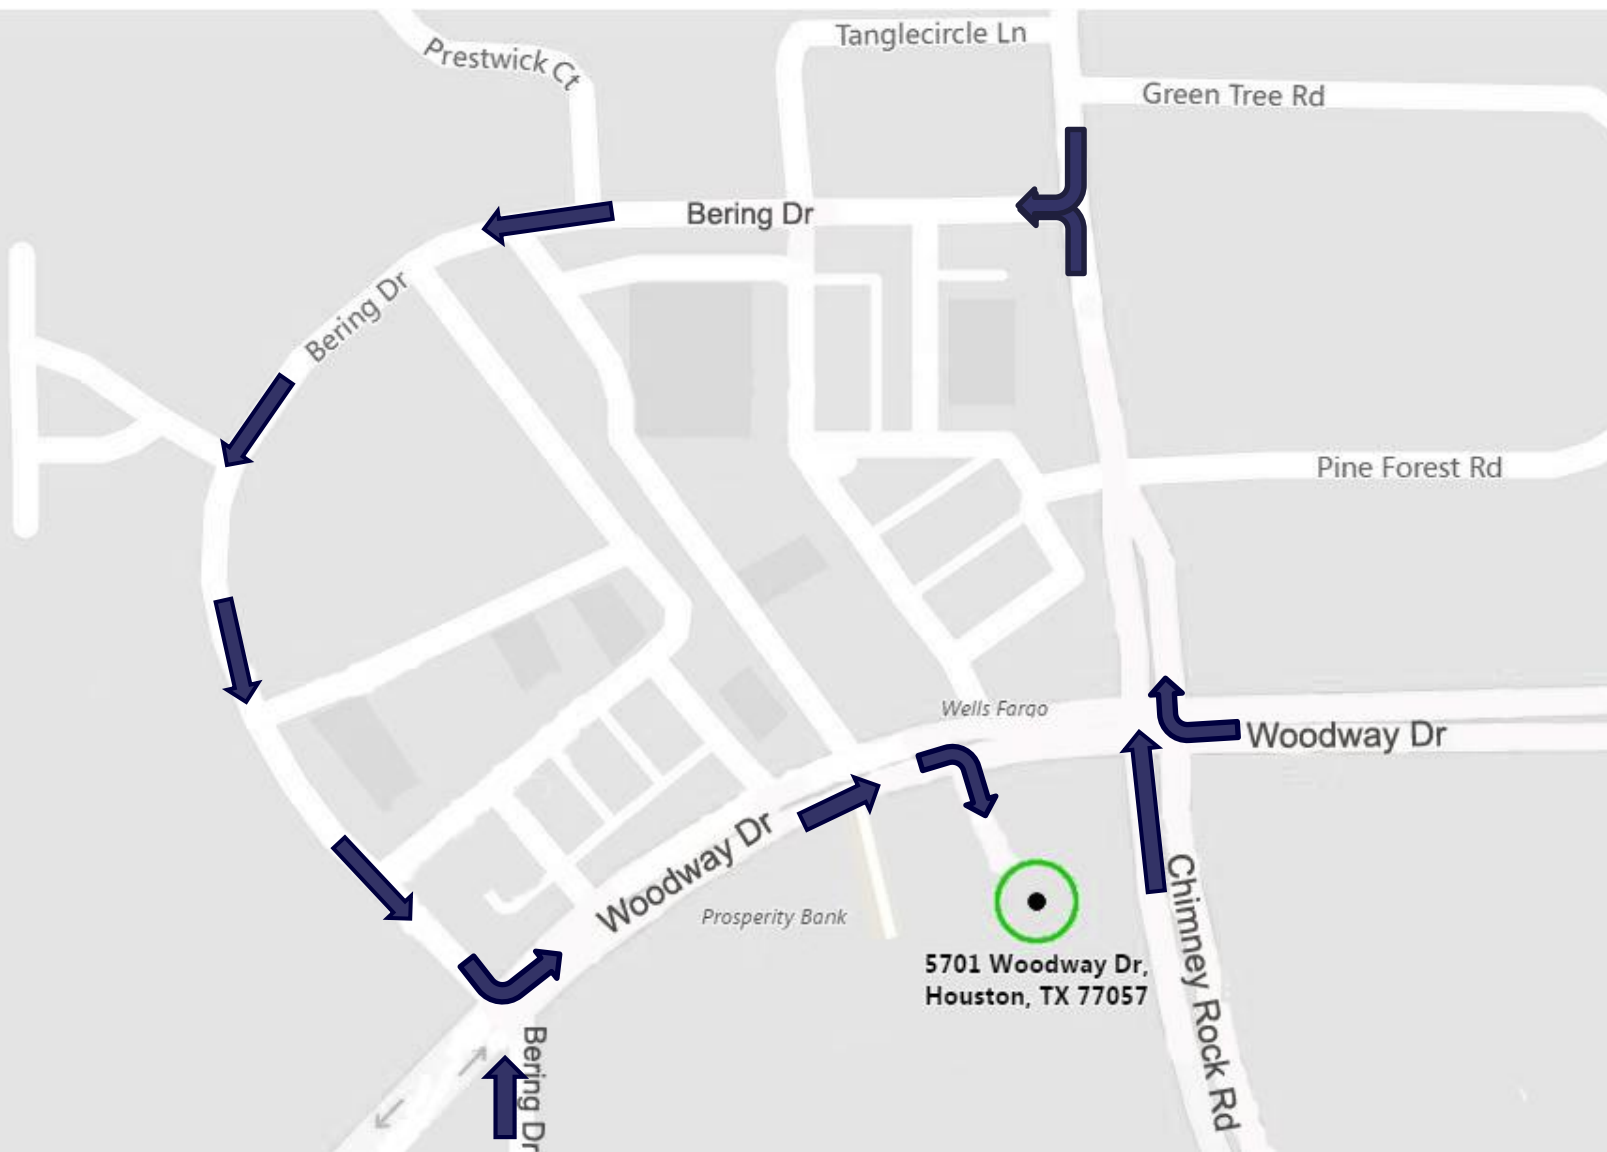 Prestwick Ct
Tanglecircle Ln
Green Tree Rd
Bering Dr
Bering Dr
Pine Forest Rd
Wells Fargo
Woodway Dr
Woodway Dr
Prosperity Bank
5701 Woodway Dr,
Houston, TX 77057
Chimney Rock Rd
Bering Dr